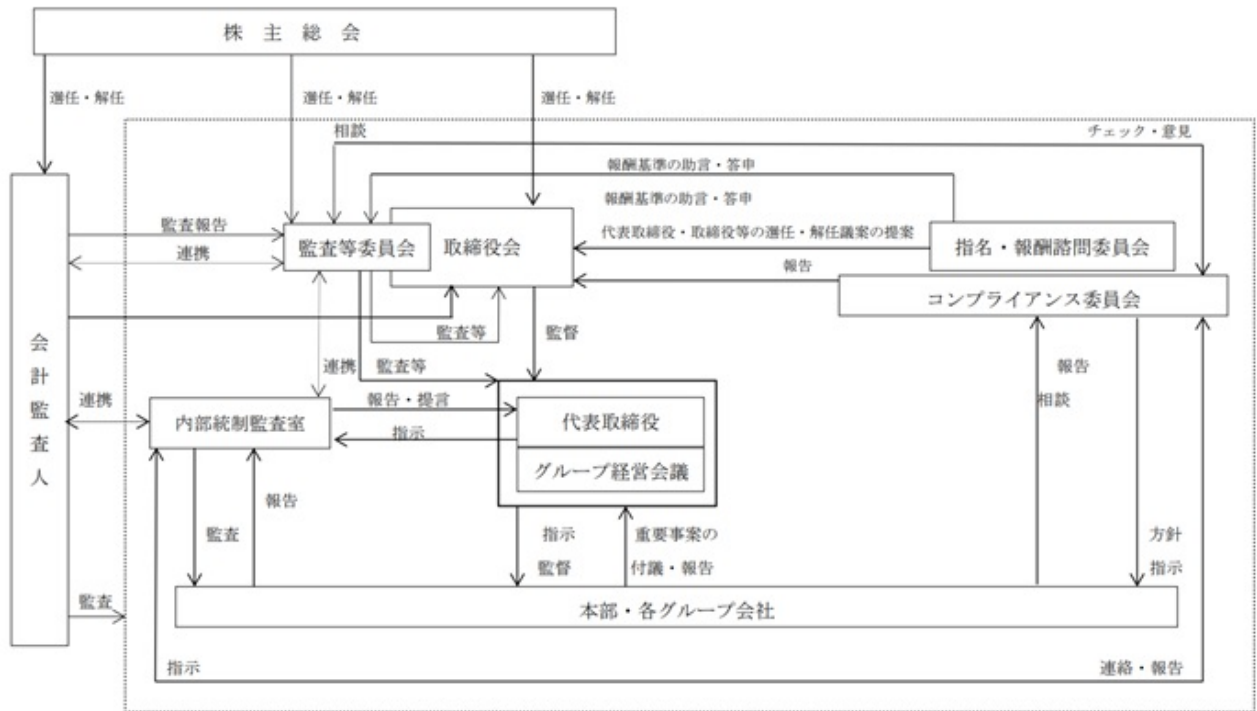 株主総会
選任・解任
選任・解任
選任・解任
相談
チェック・意見
報酬基準の助言・答申
報酬基準の助言・答申
監査報告
監査等委員会
取締役会
代表取締役・取締役等の選任・解任議案の提案
指名・報酬諮問委員会
連携
報告
コンプライアンス委員会
監査等
監督
会計監査人
連携
監査等
報告
連携
報告・提言
代表取締役
相談
内部統制監査室
指示
グループ経営会議
報告
監査
指示
監督
重要事案の
付議・報告
方針
指示
監査
本部・各グループ会社
指示
連絡・報告